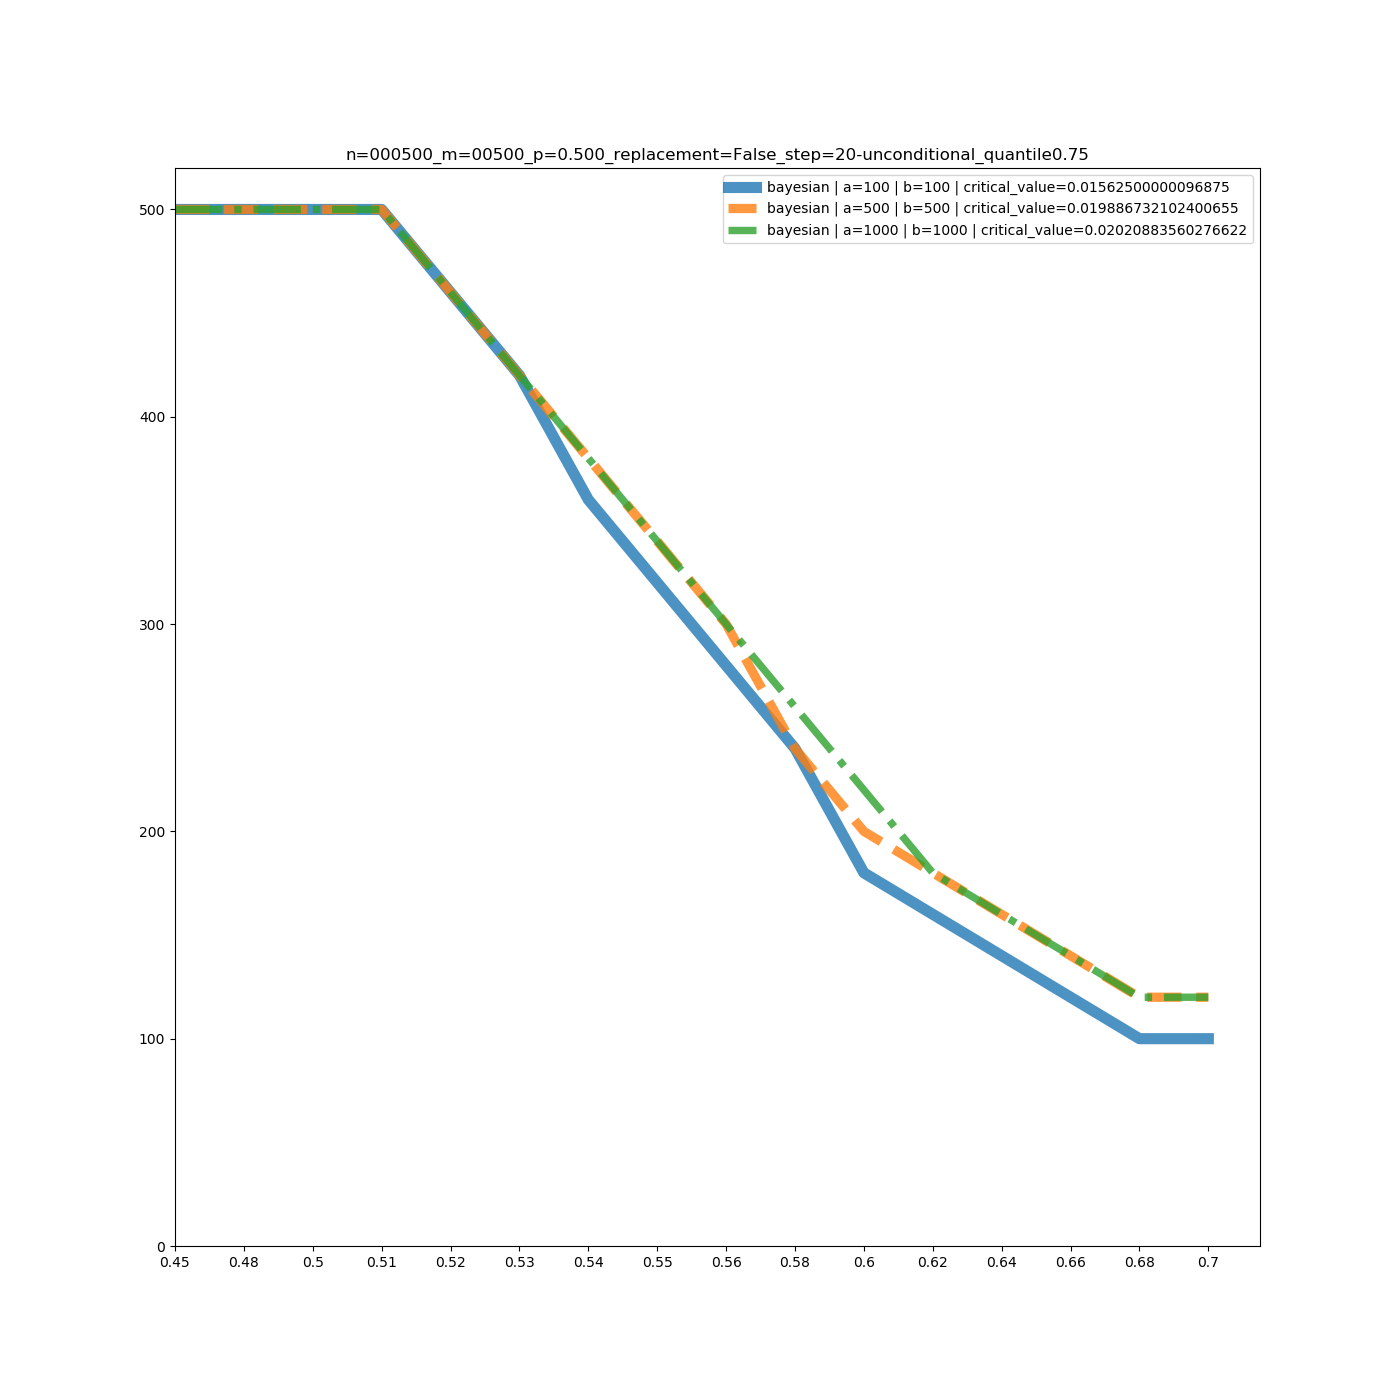 n=000500_m=00500_p=0.500_replacement=False_step=20-unconditional_quantile0.75
bayesian | a=100 | b=100 | critical_value=0.01562500000096875
bayesian | a=500 | b=500 | critical_value=0.019886732102400655
bayesian | a=1000 | b=1000 | critical_value=0.02020883560276622
500
400
300
200
100
0
0.45 0.48 0.5 0.51 0.52 0.53 0.54 0.55 0.56 0.58 0.6 0.62 0.64 0.66 0.68 0.7